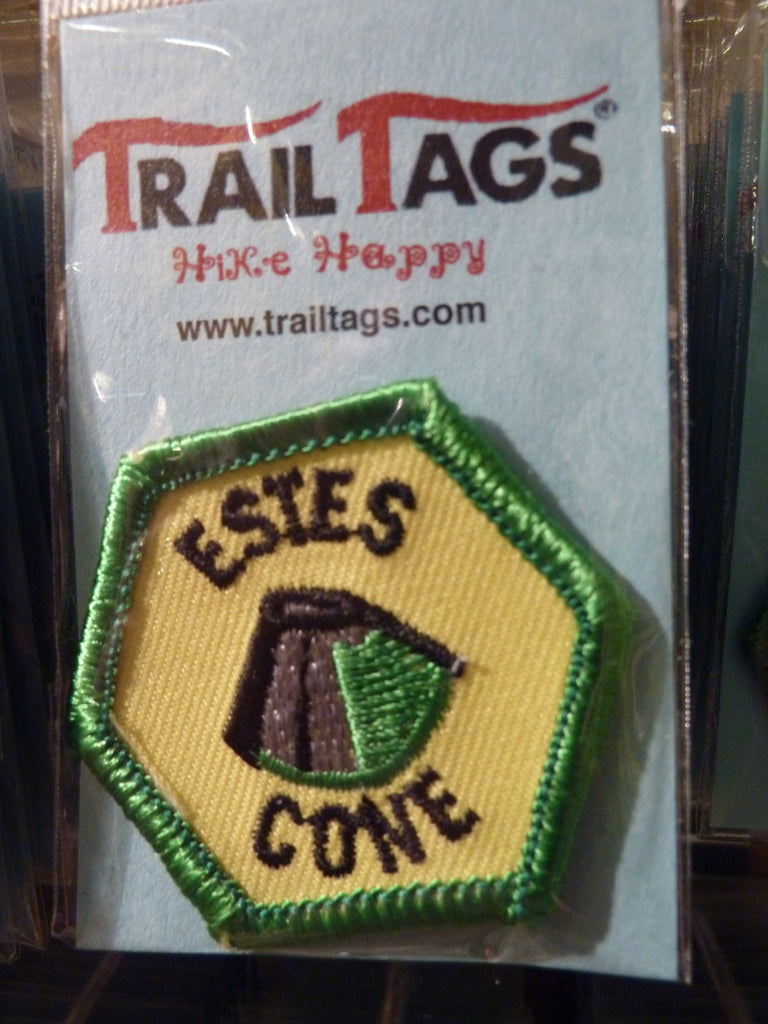 TRAIL TAGS®
HiKe Happy
www.trailtags.com
ESTES
CONE